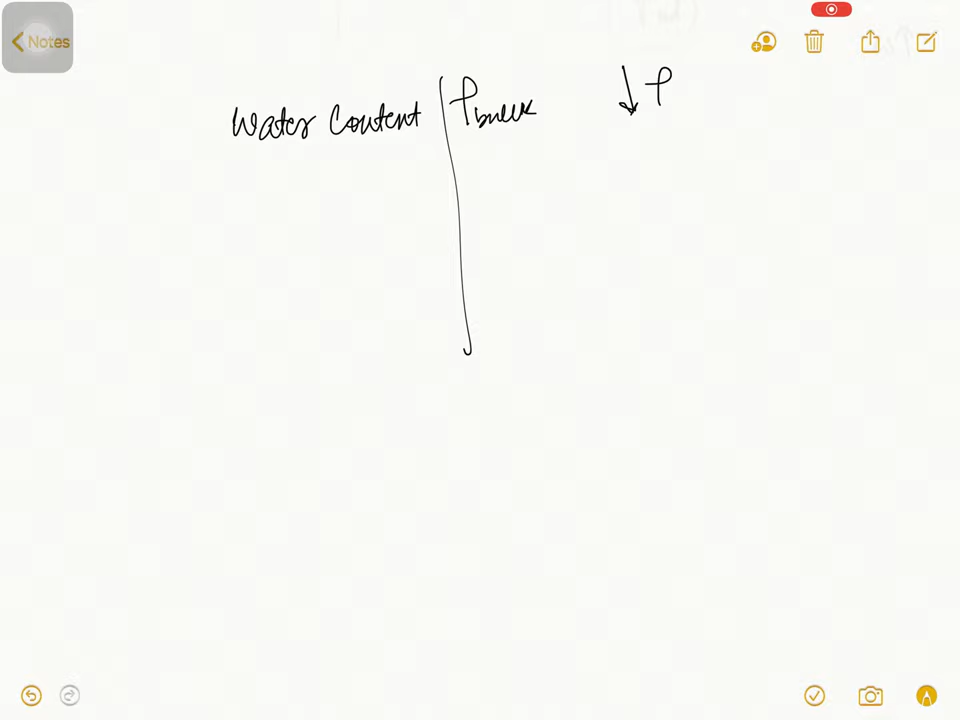 Notes
Water Content | ρbulk ↓ρ